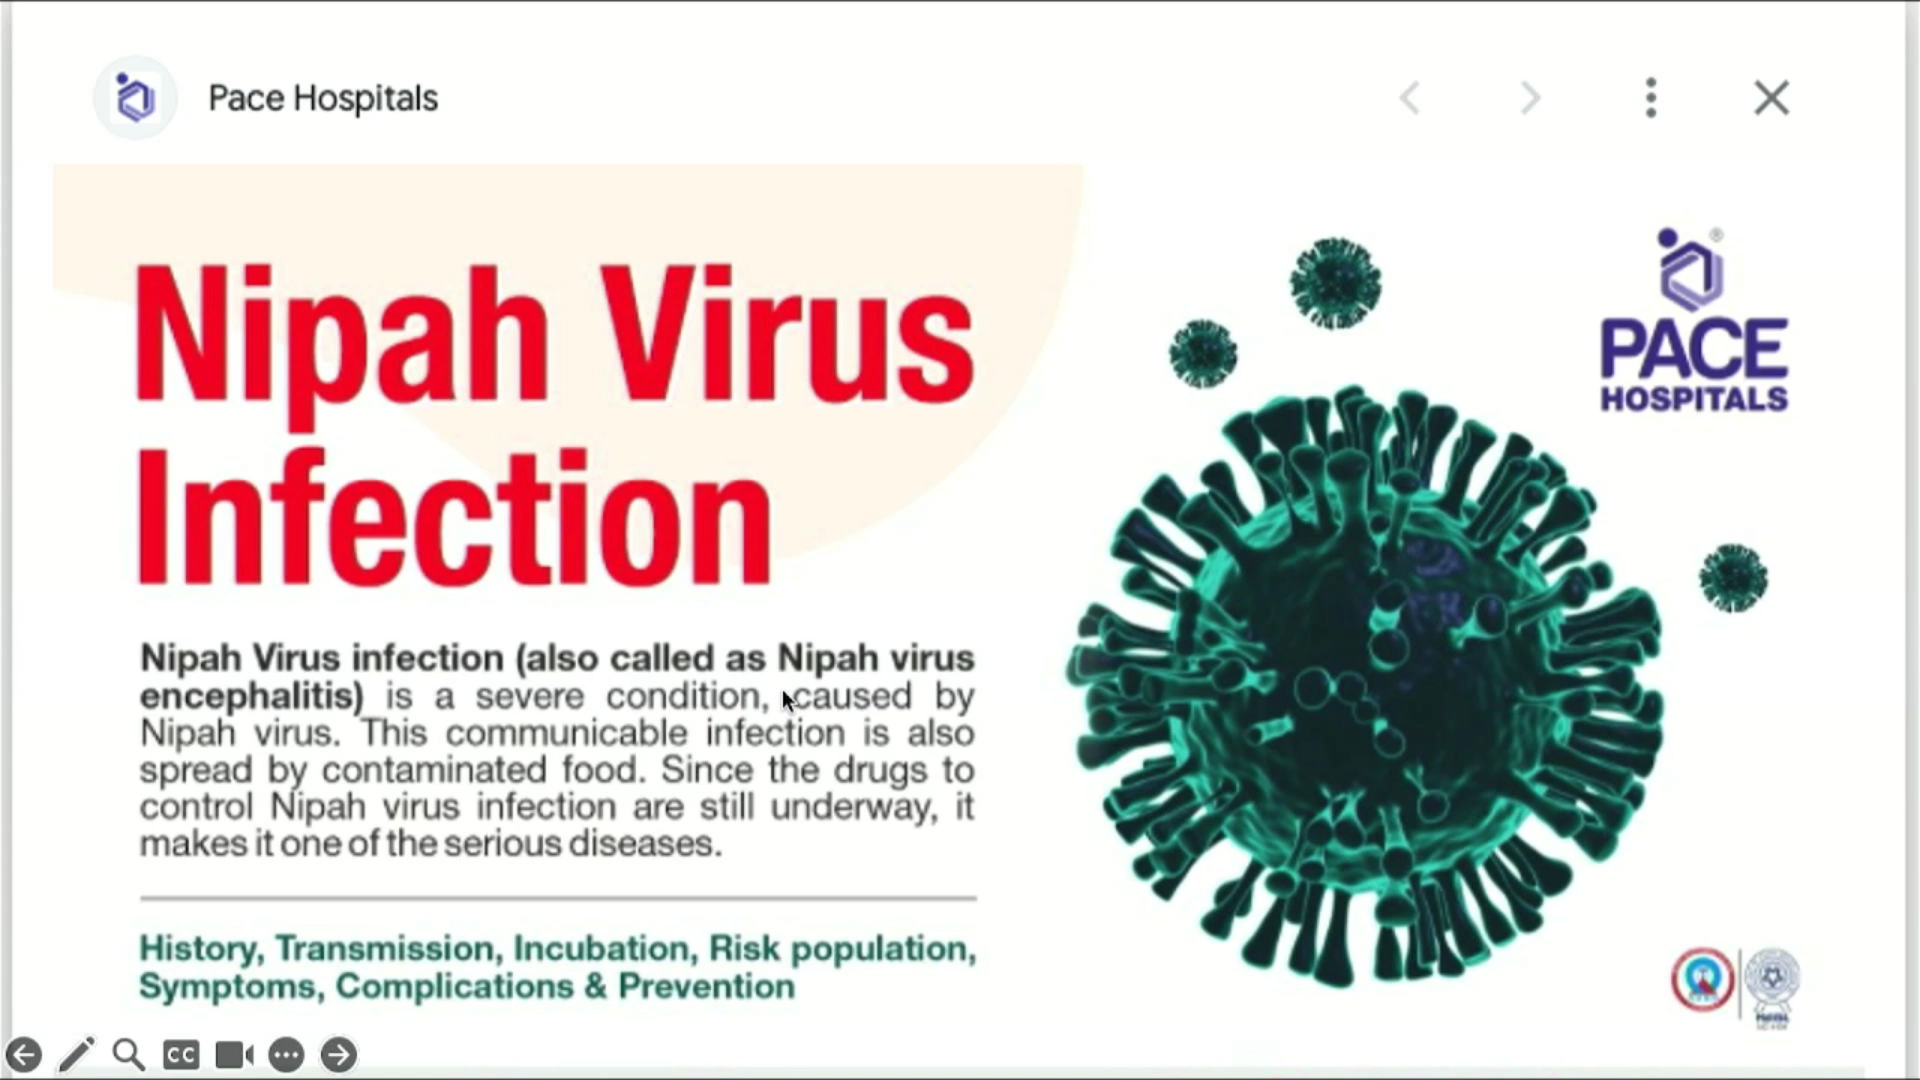 Pace Hospitals
Nipah Virus
Infection
PACE
HOSPITALS
Nipah Virus infection (also called as Nipah virus
encephalitis) is a severe condition, caused by
Nipah virus. This communicable infection is also
spread by contaminated food. Since the drugs to
control Nipah virus infection are still underway, it
makes it one of the serious diseases.
History, Transmission, Incubation, Risk population,
Symptoms, Complications & Prevention
CC